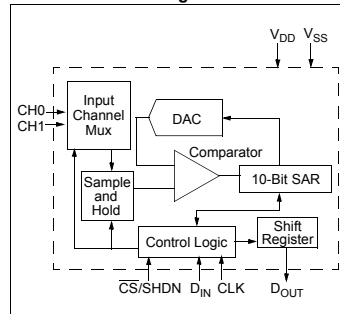 V_DD V_SS
CH0
CH1
Input
Channel
Mux
DAC
Comparator
Sample
and
Hold
10-Bit SAR
Control Logic
Shift
Register
C̅S̅/SHDN D_IN CLK D_OUT